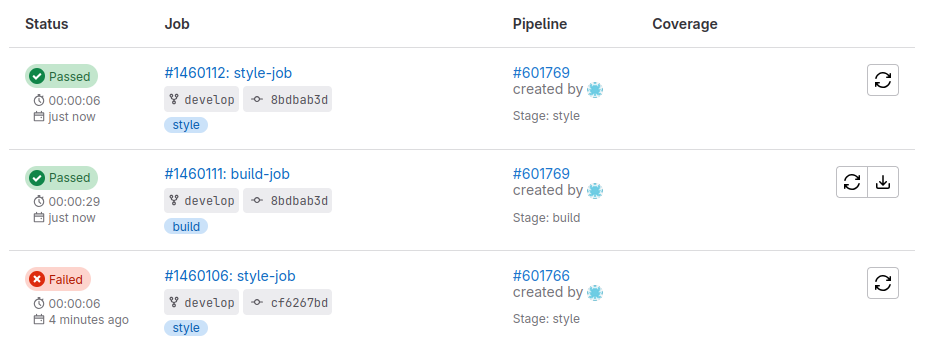 Status Job Pipeline Coverage
Passed #1460112: style-job #601769
00:00:06 develop 8bdbab3d created by
just now style Stage: style
Passed #1460111: build-job #601769
00:00:29 develop 8bdbab3d created by
just now build Stage: build
Failed #1460106: style-job #601766
00:00:06 develop cf6267bd created by
4 minutes ago style Stage: style